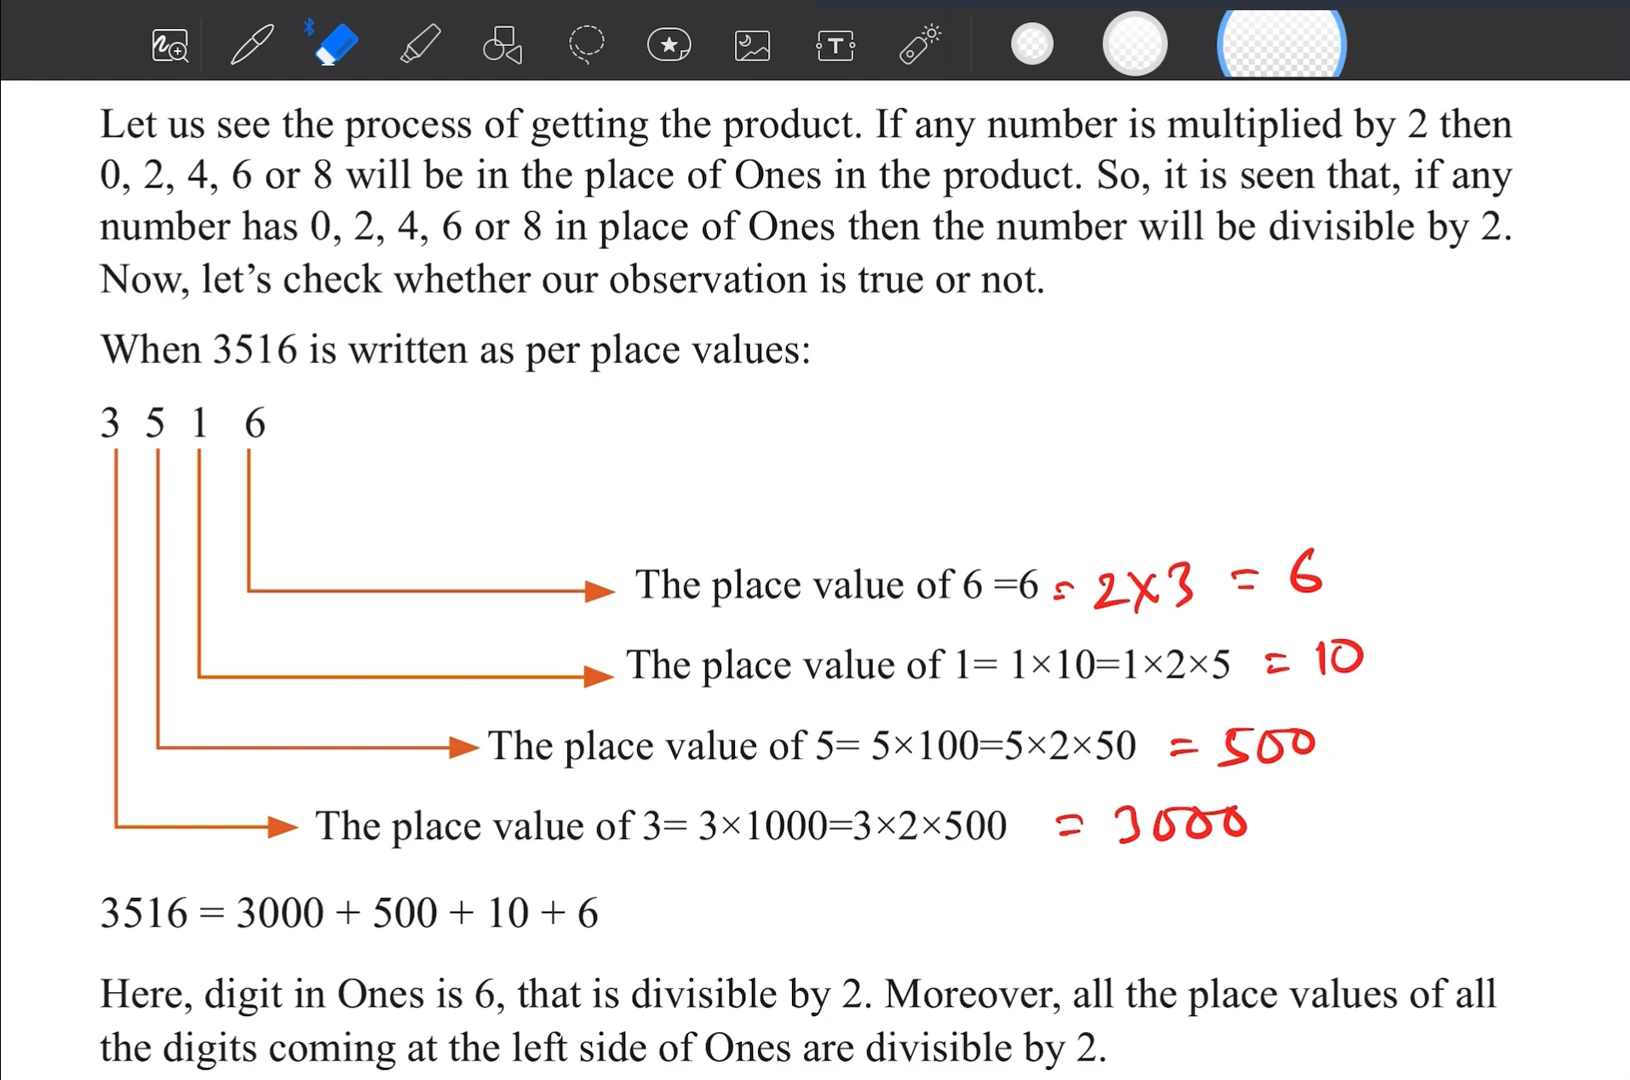 Let us see the process of getting the product. If any number is multiplied by 2 then
0, 2, 4, 6 or 8 will be in the place of Ones in the product. So, it is seen that, if any
number has 0, 2, 4, 6 or 8 in place of Ones then the number will be divisible by 2.
Now, let’s check whether our observation is true or not.
When 3516 is written as per place values:
3 5 1 6
The place value of 6 =6 = 2×3 = 6
The place value of 1= 1×10=1×2×5 = 10
The place value of 5= 5×100=5×2×50 = 500
The place value of 3= 3×1000=3×2×500 = 3000
3516 = 3000 + 500 + 10 + 6
Here, digit in Ones is 6, that is divisible by 2. Moreover, all the place values of all
the digits coming at the left side of Ones are divisible by 2.